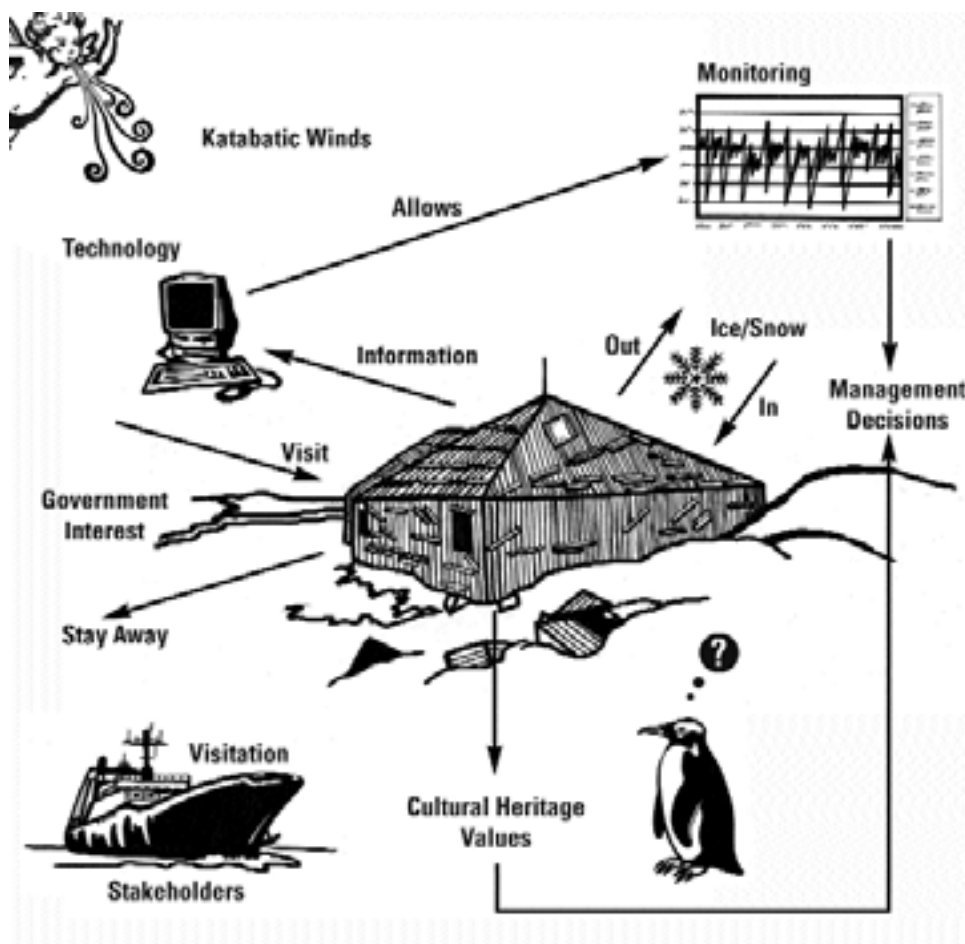 Monitoring
Katabatic Winds
Allows
Technology
Information
Out
Ice/Snow
In
Management
Decisions
Visit
Government
Interest
Stay Away
?
Visitation
Cultural Heritage
Values
Stakeholders